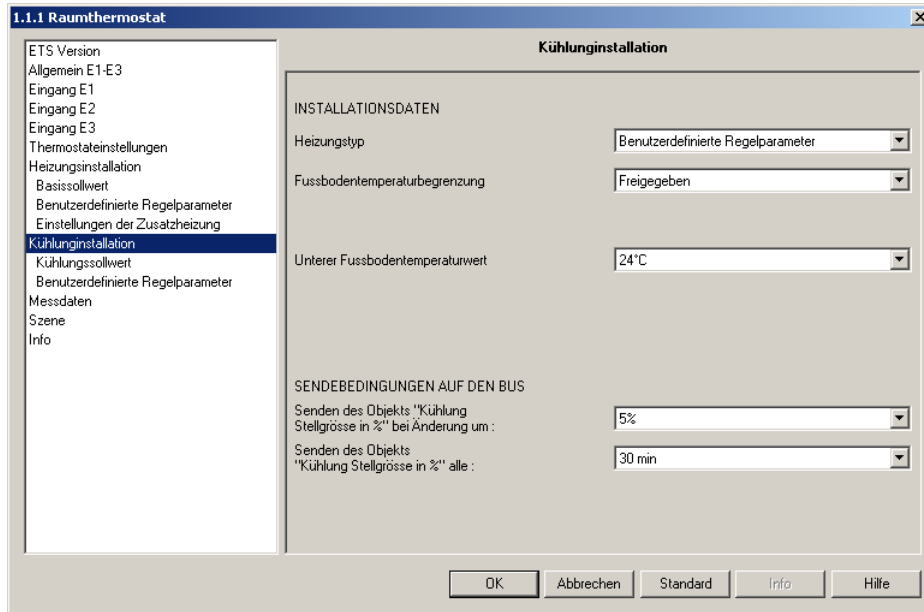 1.1.1 Raumthermostat
ETS Version
Allgemein E1-E3
Eingang E1
Eingang E2
Eingang E3
Thermostateinstellungen
Heizungsinstallation
Basissollwert
Benutzerdefinierte Regelparameter
Einstellungen der Zusatzheizung
Kühlunginstallation
Kühlungssollwert
Benutzerdefinierte Regelparameter
Messdaten
Szene
Info
Kühlunginstallation
INSTALLATIONSDATEN
Heizungstyp
Benutzerdefinierte Regelparameter
Fussbodentemperaturbegrenzung
Freigegeben
Unterer Fussbodentemperaturwert
24°C
SENDEBEDINGUNGEN AUF DEN BUS
Senden des Objekts "Kühlung
Stellgrösse in %" bei Änderung um :
5%
Senden des Objekts
"Kühlung Stellgrösse in %" alle :
30 min
OK
Abbrechen
Standard
Info
Hilfe